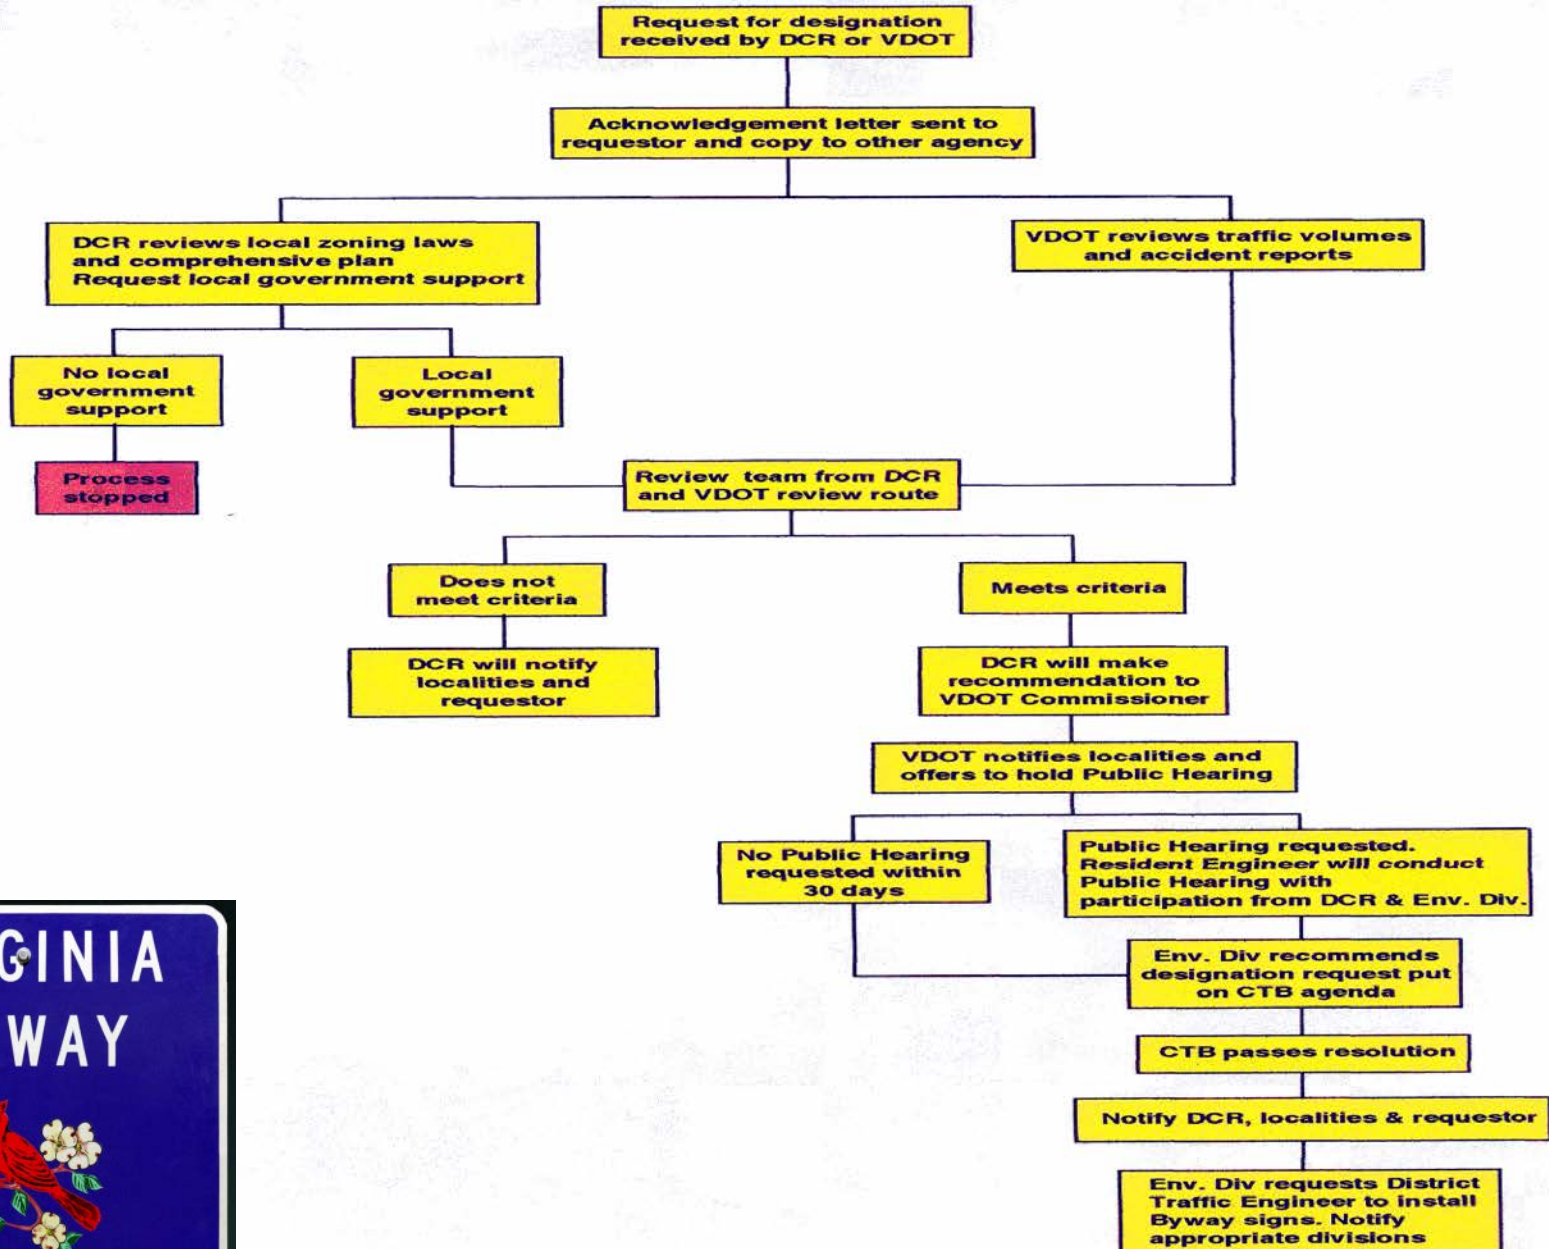 Request for designation
received by DCR or VDOT
Acknowledgement letter sent to
requestor and copy to other agency
DCR reviews local zoning laws
and comprehensive plan
Request local government support
VDOT reviews traffic volumes
and accident reports
No local
government
support
Local
government
support
Process
stopped
Review team from DCR
and VDOT review route
Does not
meet criteria
Meets criteria
DCR will notify
localities and
requestor
DCR will make
recommendation to
VDOT Commissioner
VDOT notifies localities and
offers to hold Public Hearing
No Public Hearing
requested within
30 days
Public Hearing requested.
Resident Engineer will conduct
Public Hearing with
participation from DCR & Env. Div.
Env. Div recommends
designation request put
on CTB agenda
CTB passes resolution
Notify DCR, localities & requestor
Env. Div requests District
Traffic Engineer to install
Byway signs. Notify
appropriate divisions
GINIA
WAY